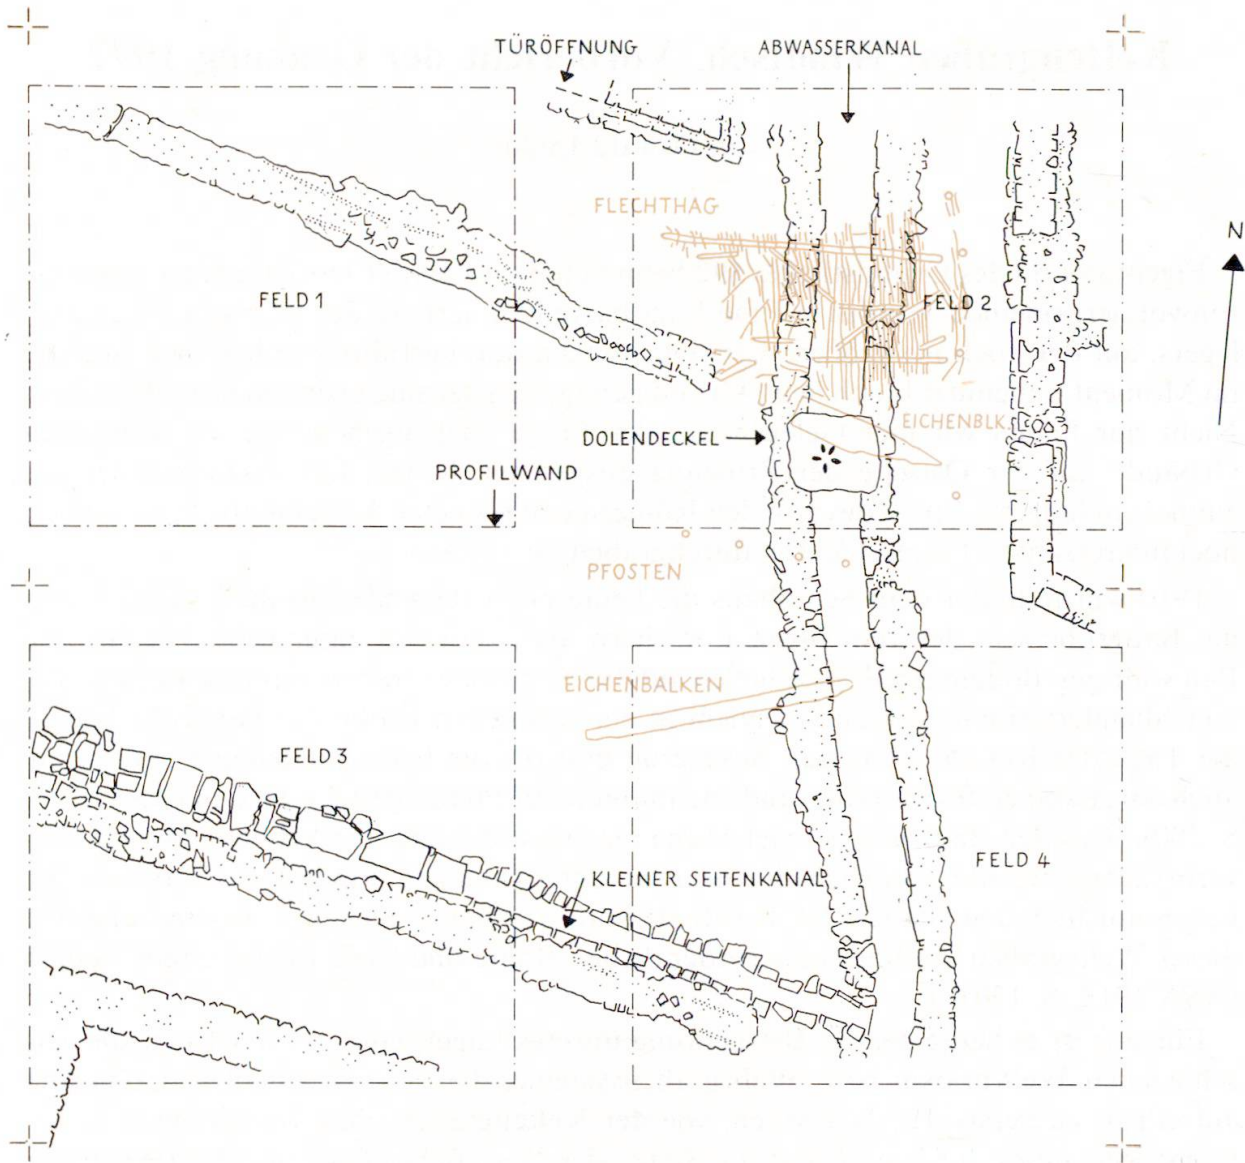 TÜRÖFFNUNG
ABWASSERKANAL
FLECHTHAG
N
FELD 1
FELD 2
EICHENBLK.
DOLENDECKEL
PROFILWAND
PFOSTEN
EICHENBALKEN
FELD 3
FELD 4
KLEINER SEITENKANAL